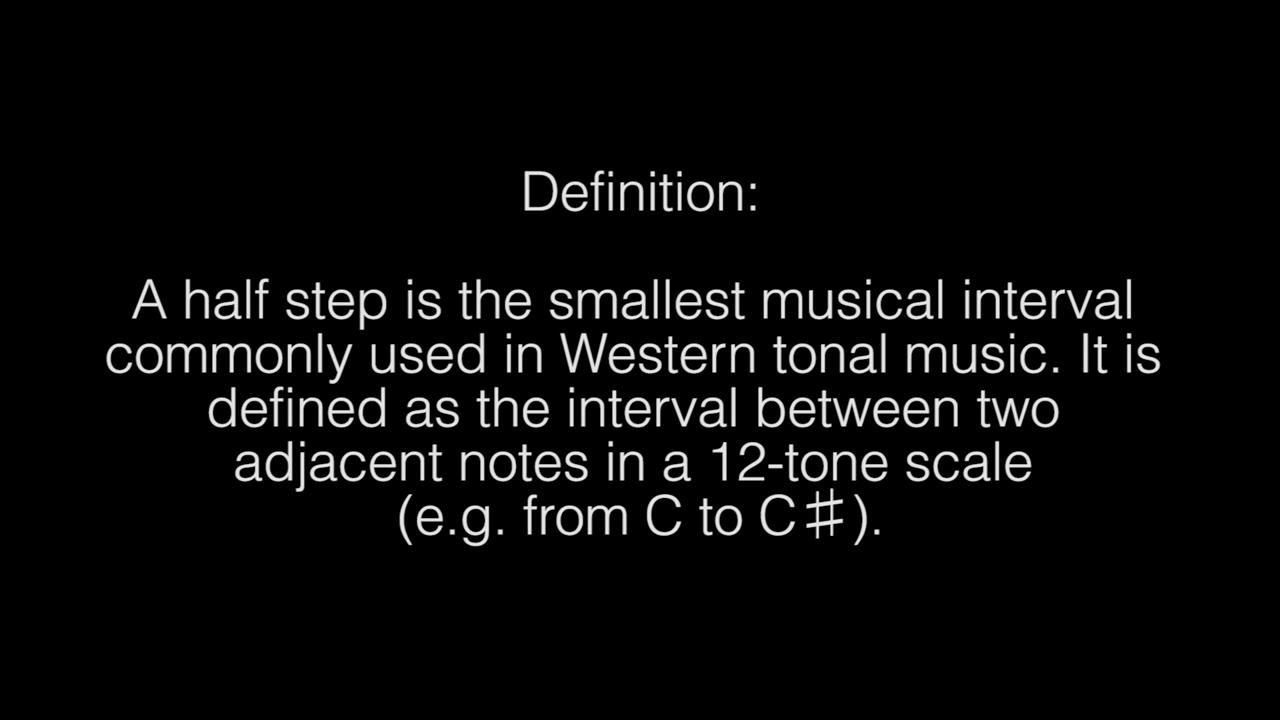 Definition:
A half step is the smallest musical interval
commonly used in Western tonal music. It is
defined as the interval between two
adjacent notes in a 12-tone scale
(e.g. from C to C♯).